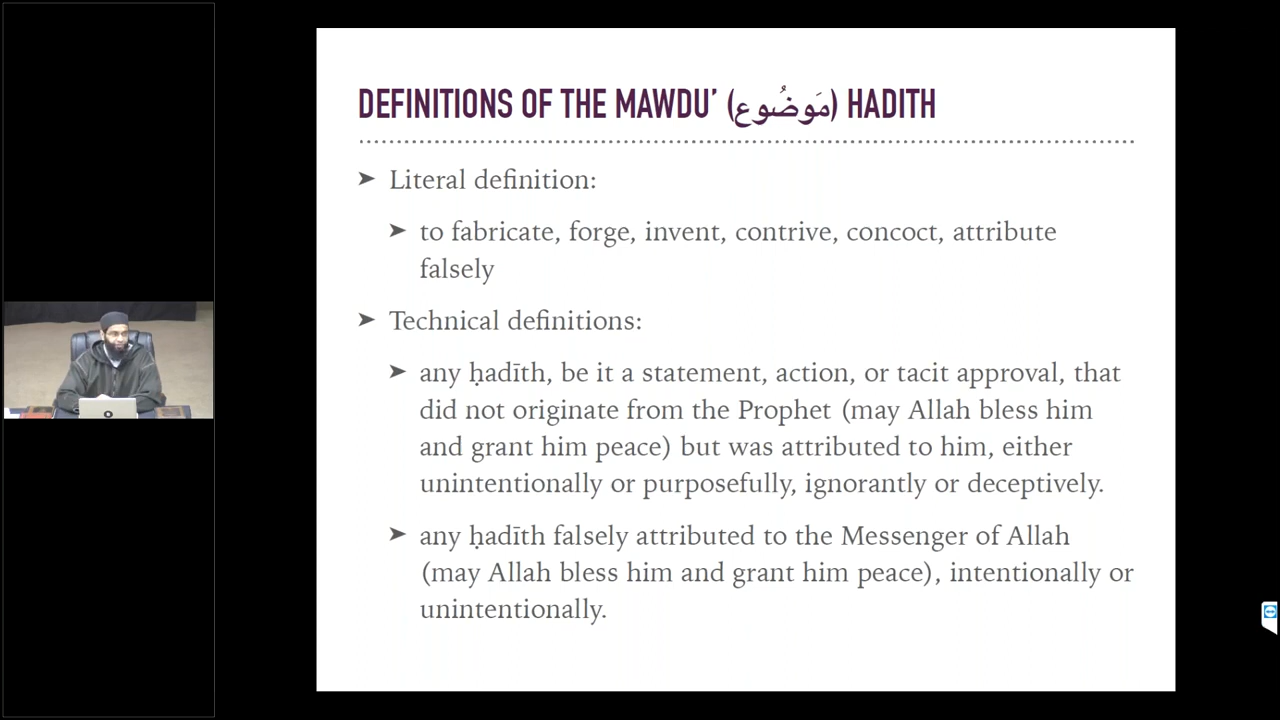 DEFINITIONS OF THE MAWDU’ (مَوضُوع) HADITH
➤ Literal definition:
➤ to fabricate, forge, invent, contrive, concoct, attribute
falsely
➤ Technical definitions:
➤ any ḥadīth, be it a statement, action, or tacit approval, that
did not originate from the Prophet (may Allah bless him
and grant him peace) but was attributed to him, either
unintentionally or purposefully, ignorantly or deceptively.
➤ any ḥadīth falsely attributed to the Messenger of Allah
(may Allah bless him and grant him peace), intentionally or
unintentionally.